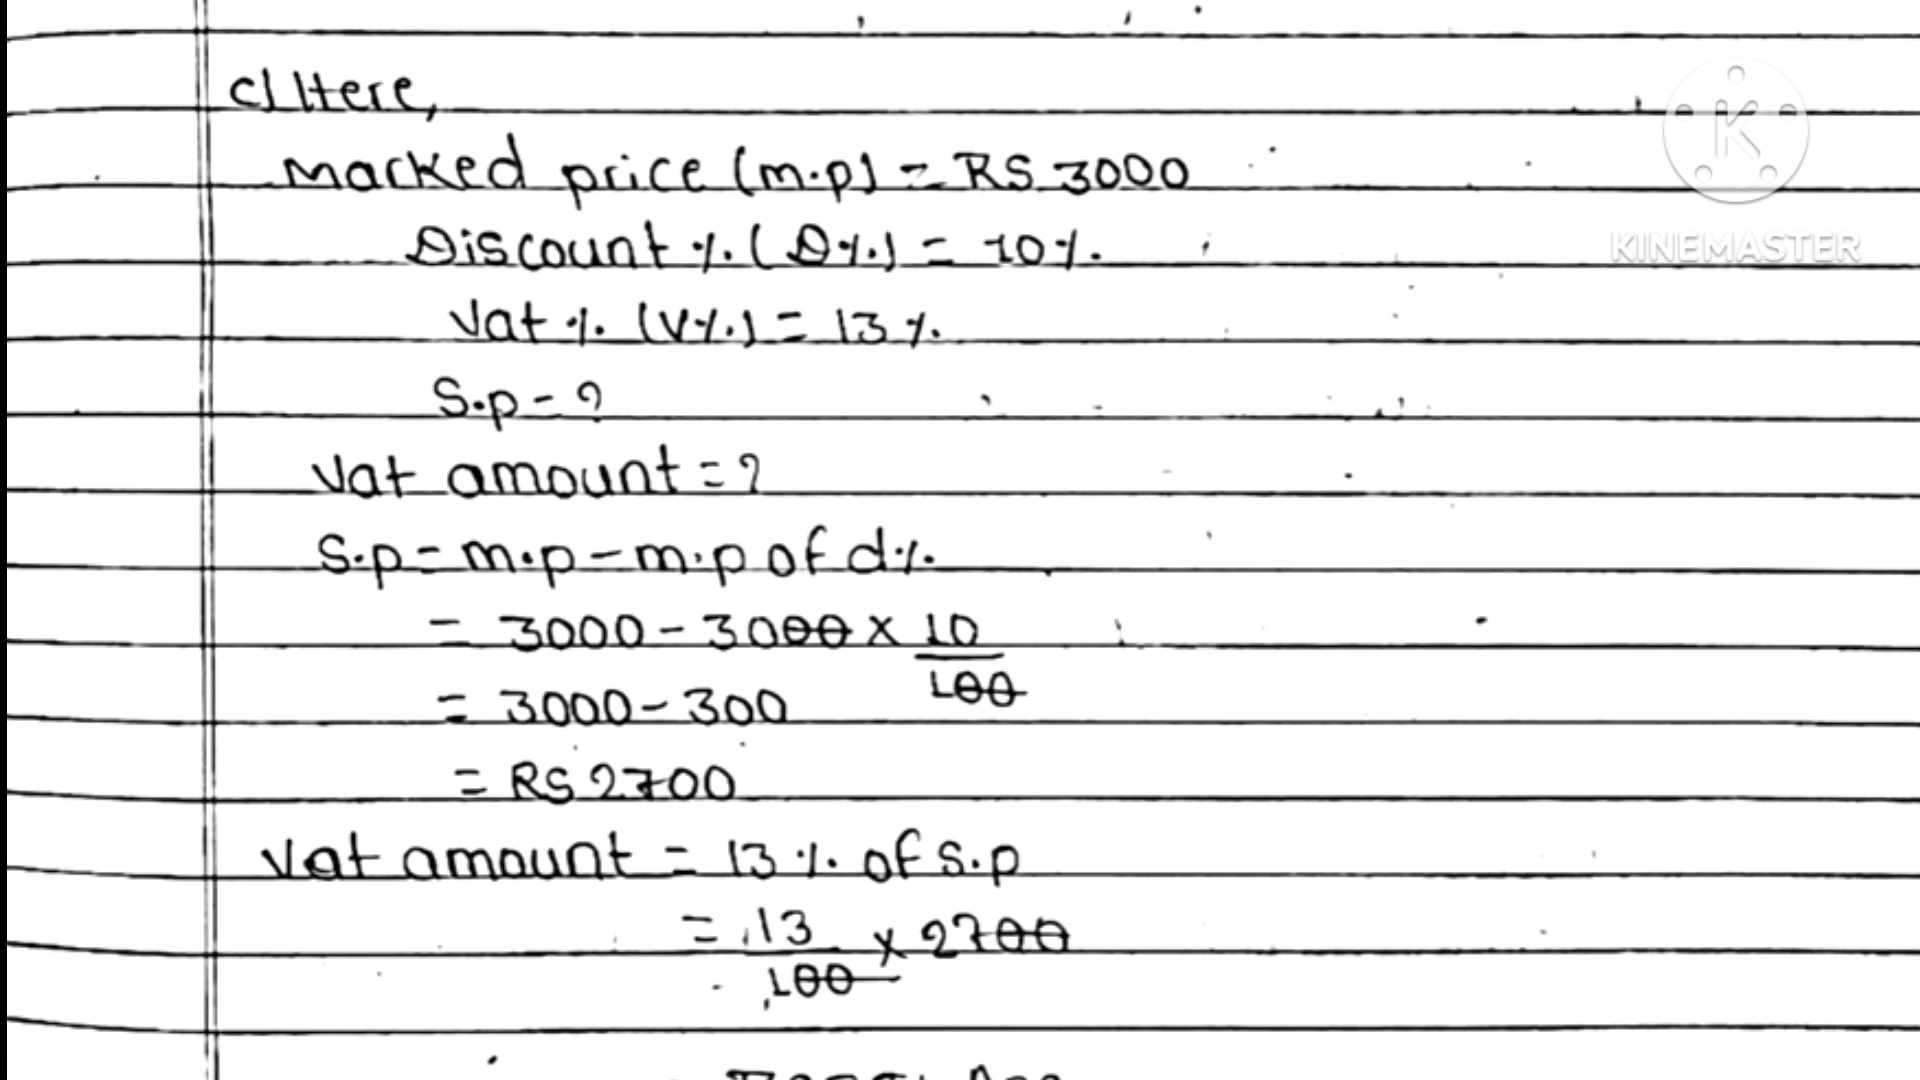 c) Here,
Marked price (m.p) = RS 3000
Discount %. (D%.) = 10%.
Vat %. (V%.) = 13%.
S.p = ?
Vat amount = ?
S.p = m.p - m.p of d%.
= 3000 - 3000 x 10
100
= 3000 - 300
= RS 2700
Vat amount = 13%. of s.p
= 13 x 2700
100
K
KINEMASTER